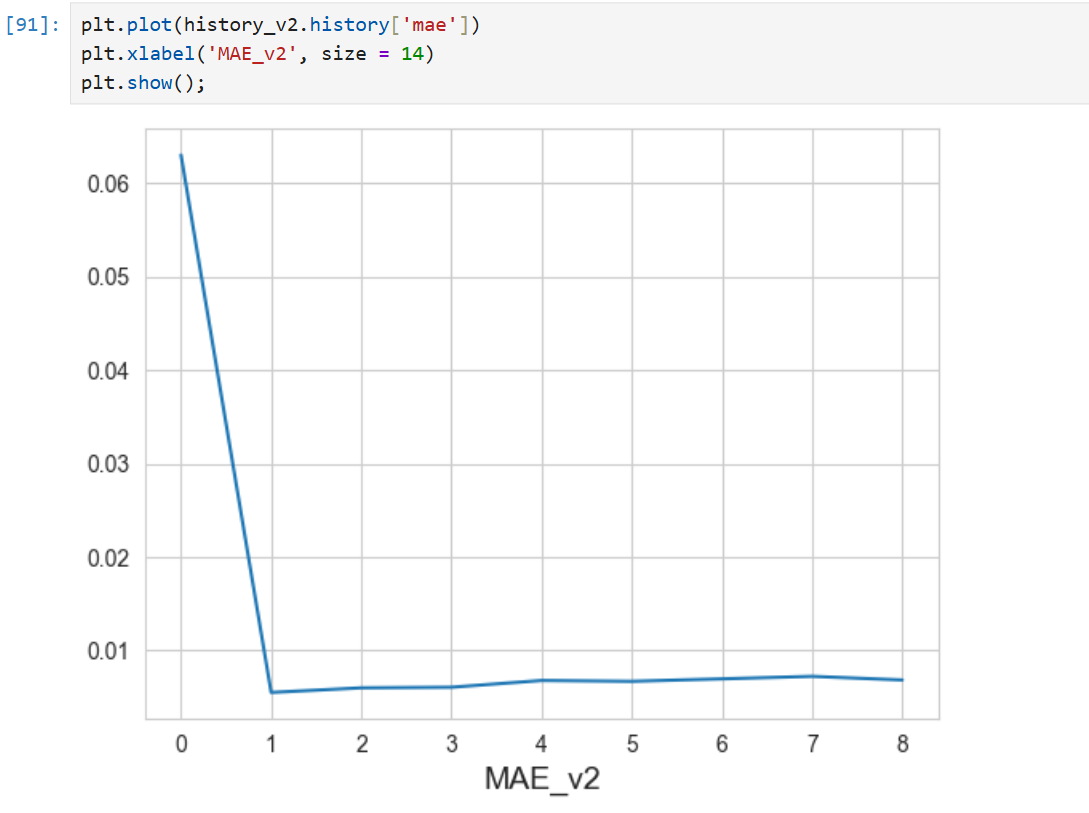 [91]: plt.plot(history_v2.history['mae'])
plt.xlabel('MAE_v2', size = 14)
plt.show();
0.06
0.05
0.04
0.03
0.02
0.01
0 1 2 3 4 5 6 7 8
MAE_v2